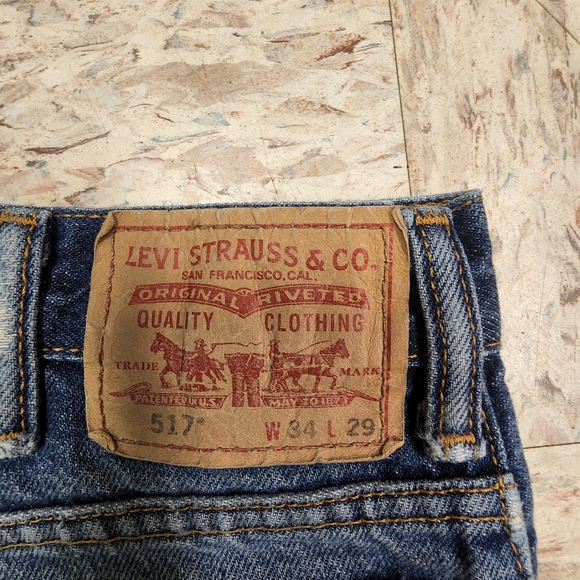 LEVI STRAUSS & CO.
SAN FRANCISCO, CAL.
ORIGINAL RIVETED
QUALITY CLOTHING
TRADE MARK
PATENTED IN U.S. MAY 20 1873
517" W 34 L 29